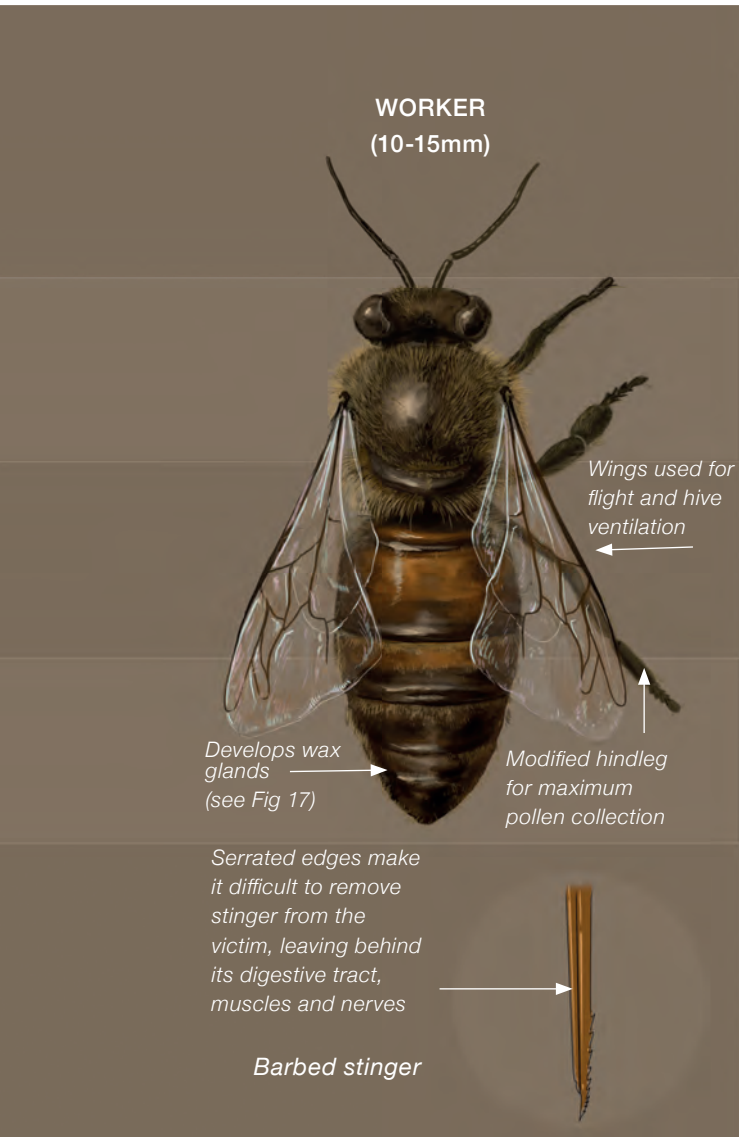 WORKER
(10-15mm)
Wings used for
flight and hive
ventilation
Develops wax
glands
(see Fig 17)
Modified hindleg
for maximum
pollen collection
Serrated edges make
it difficult to remove
stinger from the
victim, leaving behind
its digestive tract,
muscles and nerves
Barbed stinger